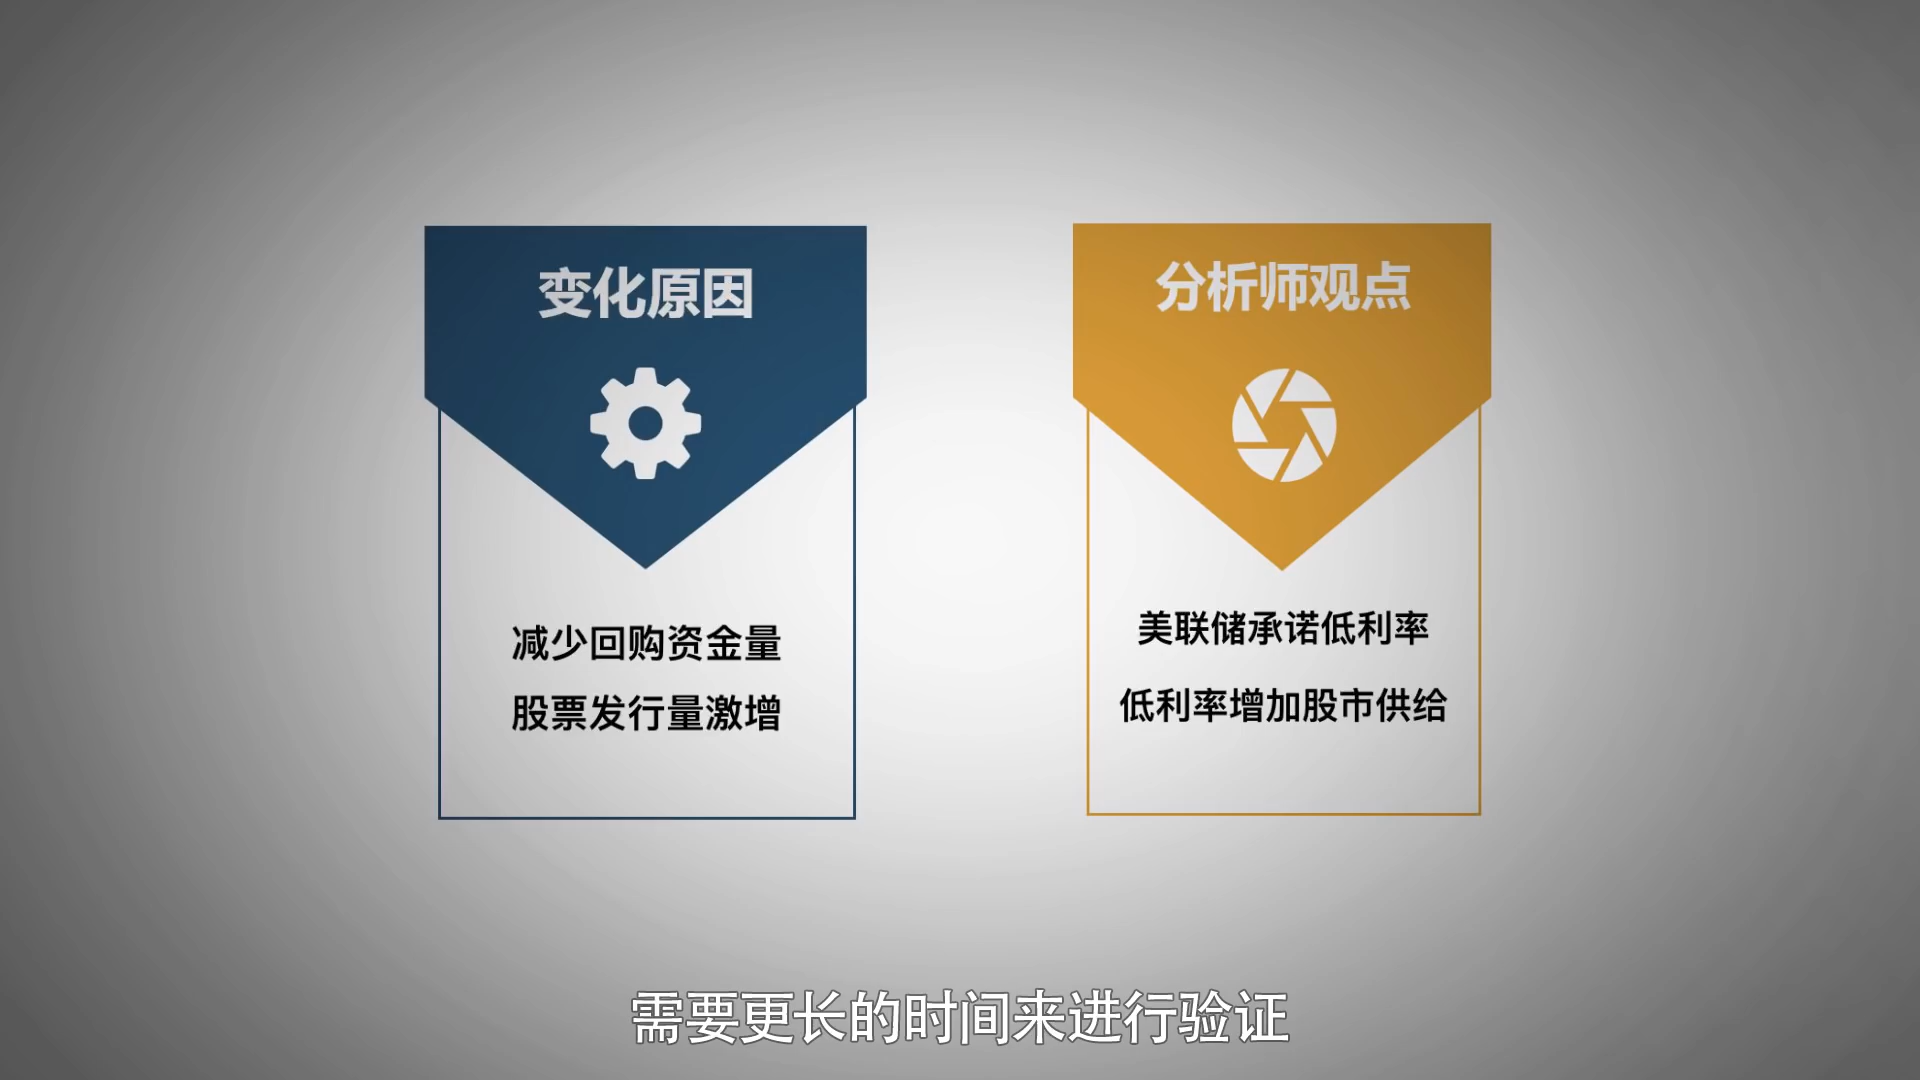 变化原因
减少回购资金量
股票发行量激增
分析师观点
美联储承诺低利率
低利率增加股市供给
需要更长的时间来进行验证